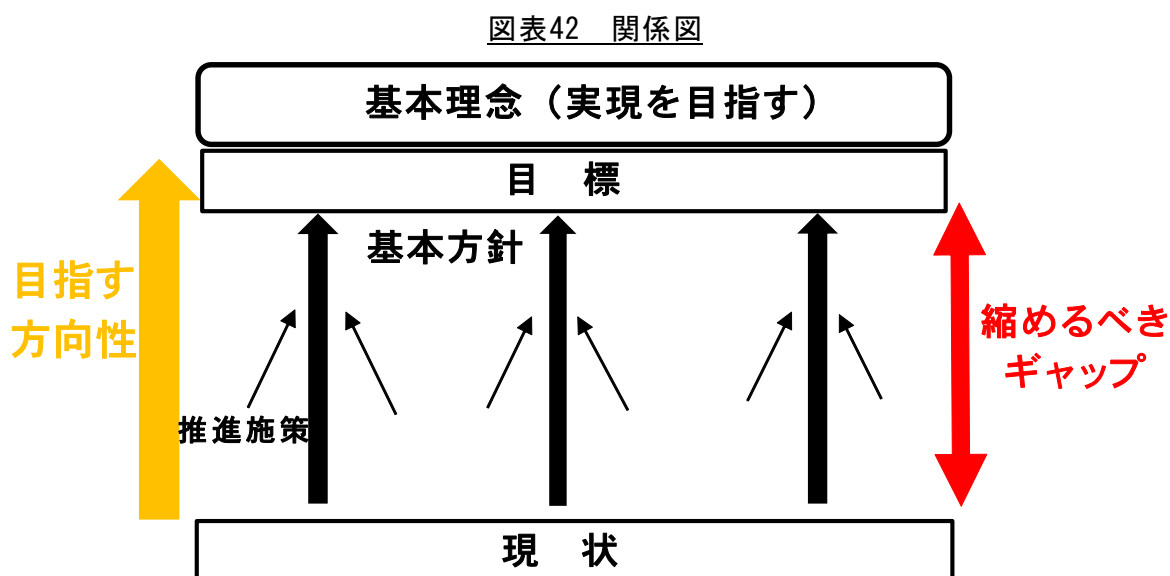 図表42 関係図
基本理念（実現を目指す）
目 標
基本方針
目指す
方向性
縮めるべき
ギャップ
推進施策
現 状